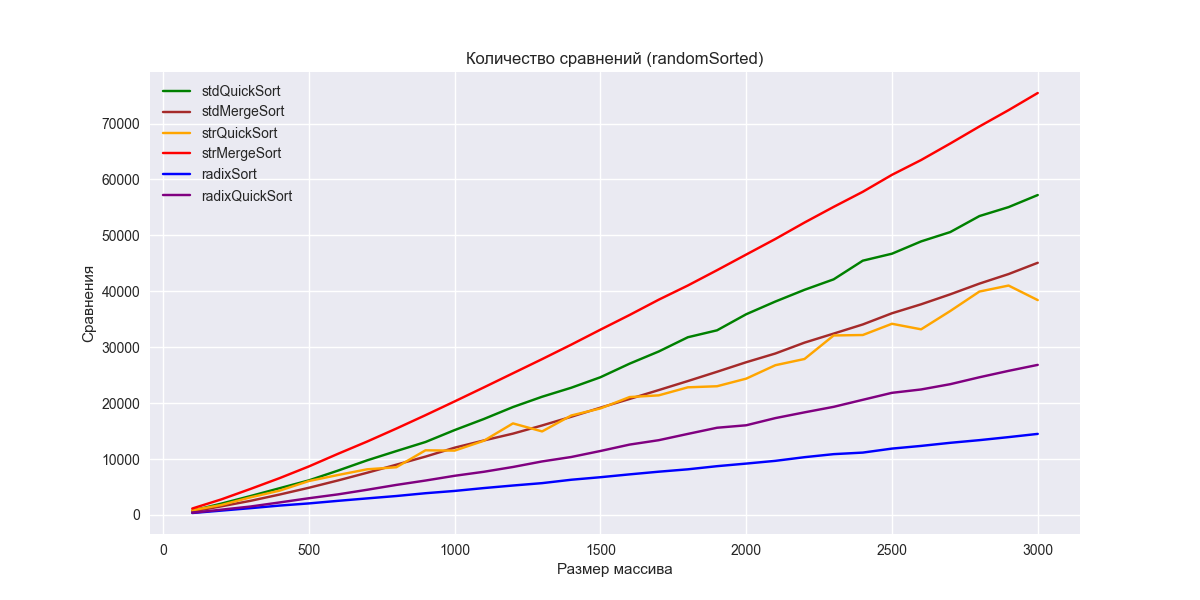 Количество сравнений (randomSorted)
stdQuickSort
stdMergeSort
strQuickSort
strMergeSort
radixSort
radixQuickSort
Сравнения
70000
60000
50000
40000
30000
20000
10000
0
0 500 1000 1500 2000 2500 3000
Размер массива